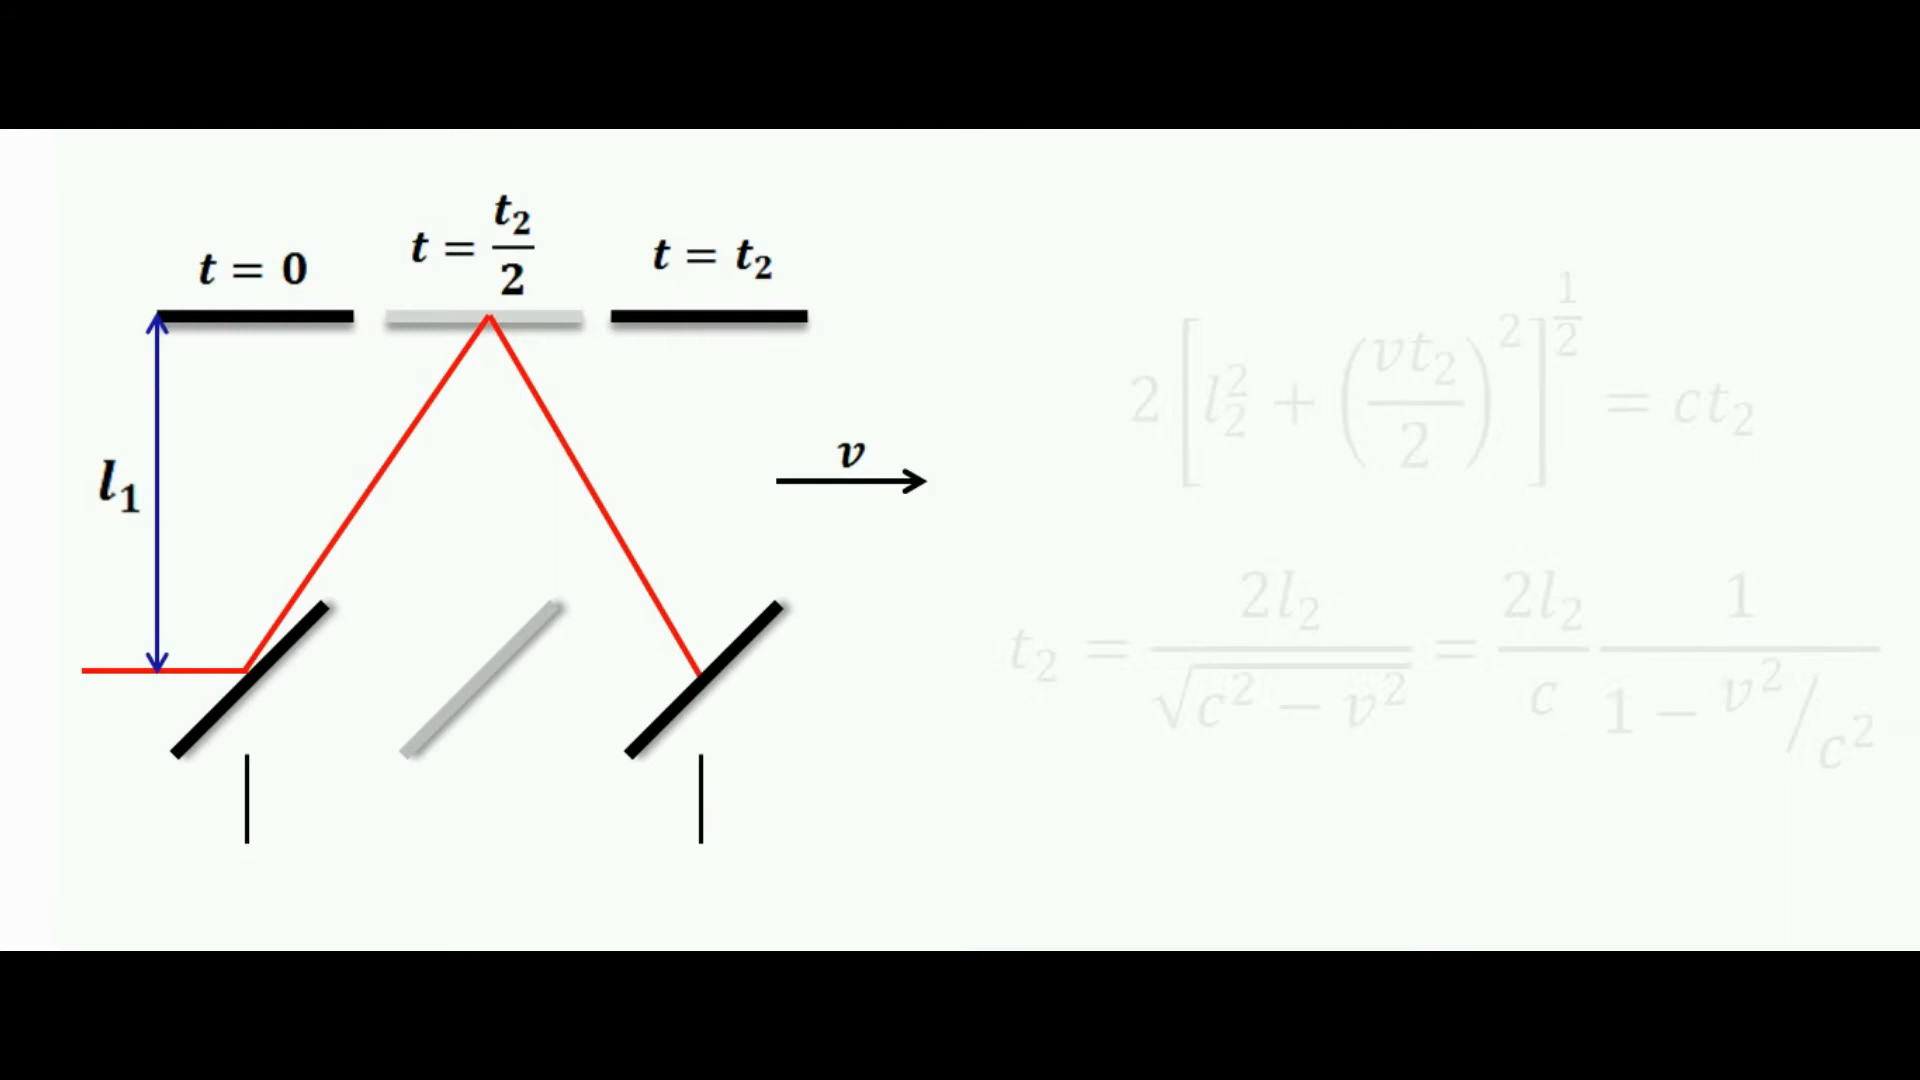 t = 0
t = t₂/2
t = t₂
l₁
v
2[l₂² + (vt₂/2)²]^(1/2) = ct₂
t₂ = 2l₂/√(c² − v²) = 2l₂/c 1/(1 − v²/c²)